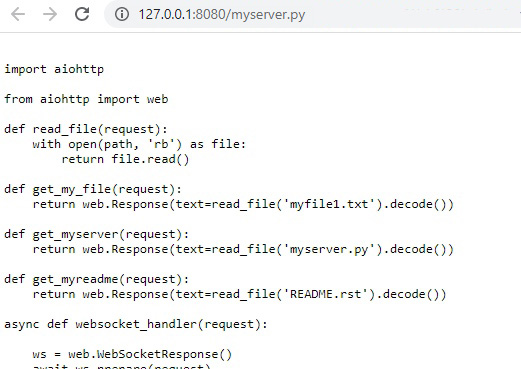 127.0.0.1:8080/myserver.py
import aiohttp
from aiohttp import web
def read_file(request):
    with open(path, 'rb') as file:
        return file.read()
def get_my_file(request):
    return web.Response(text=read_file('myfile1.txt').decode())
def get_myserver(request):
    return web.Response(text=read_file('myserver.py').decode())
def get_myreadme(request):
    return web.Response(text=read_file('README.rst').decode())
async def websocket_handler(request):
    ws = web.WebSocketResponse()
    await ws.prepare(request)